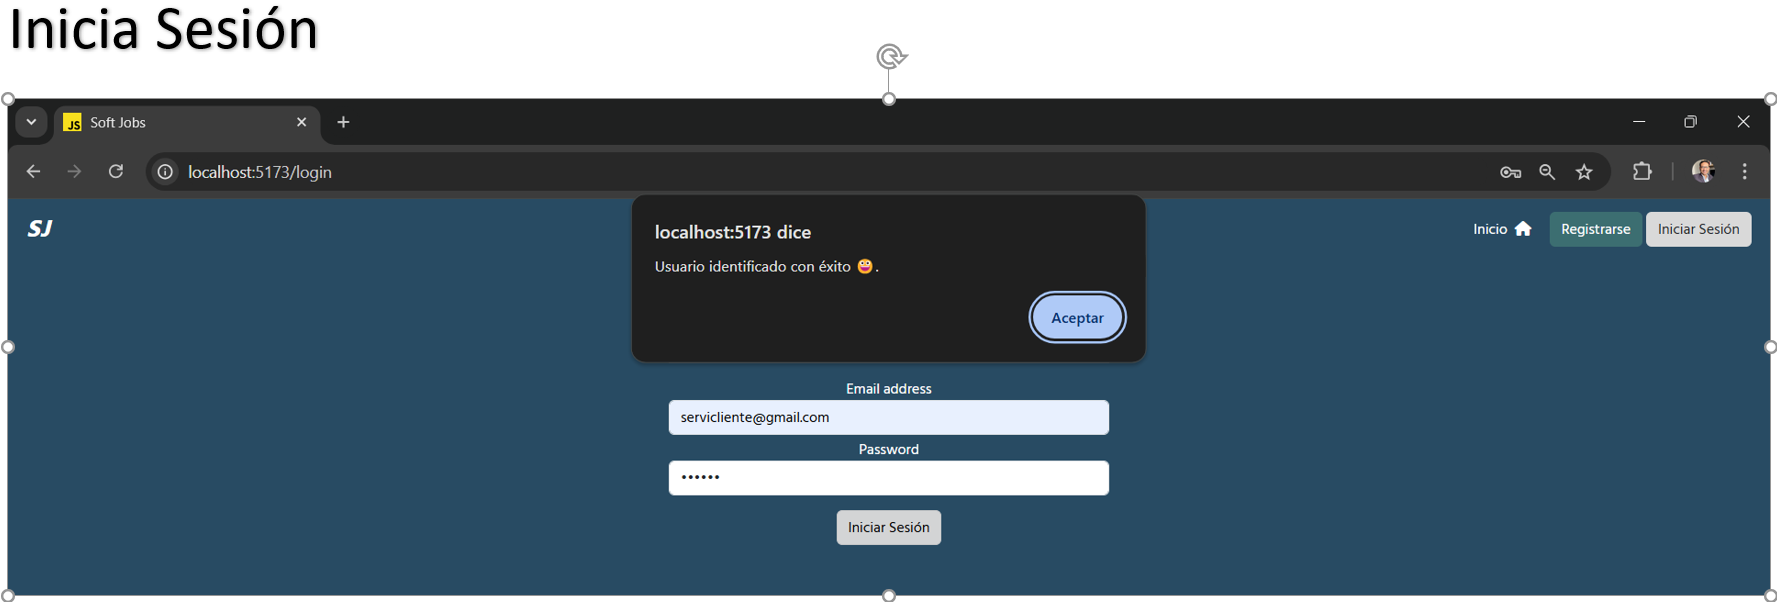 Inicia Sesión
JS Soft Jobs
localhost:5173/login
SJ
Inicio Registrarse Iniciar Sesión
localhost:5173 dice
Usuario identificado con éxito 😀.
Aceptar
Email address
servicliente@gmail.com
Password
••••••
Iniciar Sesión